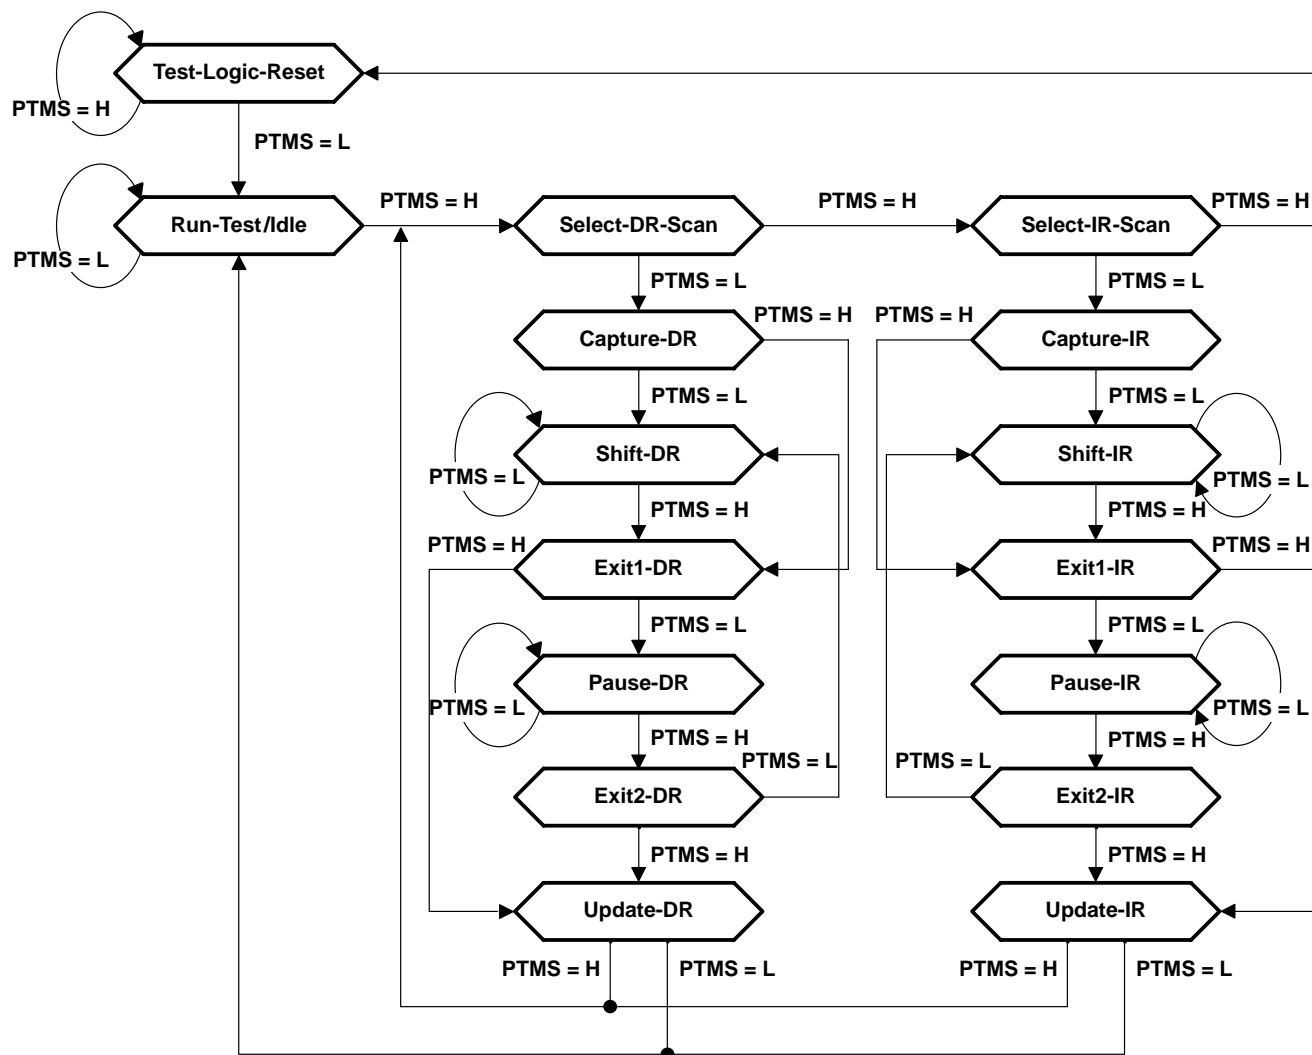 Test-Logic-Reset
PTMS = H
PTMS = L
PTMS = H
PTMS = H
PTMS = H
Run-Test/Idle
Select-DR-Scan
Select-IR-Scan
PTMS = L
PTMS = L
PTMS = L
PTMS = H
PTMS = H
Capture-DR
Capture-IR
PTMS = L
PTMS = L
Shift-DR
Shift-IR
PTMS = L
PTMS = L
PTMS = H
PTMS = H
PTMS = H
PTMS = H
Exit1-DR
Exit1-IR
PTMS = L
PTMS = L
Pause-DR
Pause-IR
PTMS = L
PTMS = L
PTMS = H
PTMS = H
PTMS = L
PTMS = L
Exit2-DR
Exit2-IR
PTMS = H
PTMS = H
Update-DR
Update-IR
PTMS = H
PTMS = L
PTMS = H
PTMS = L